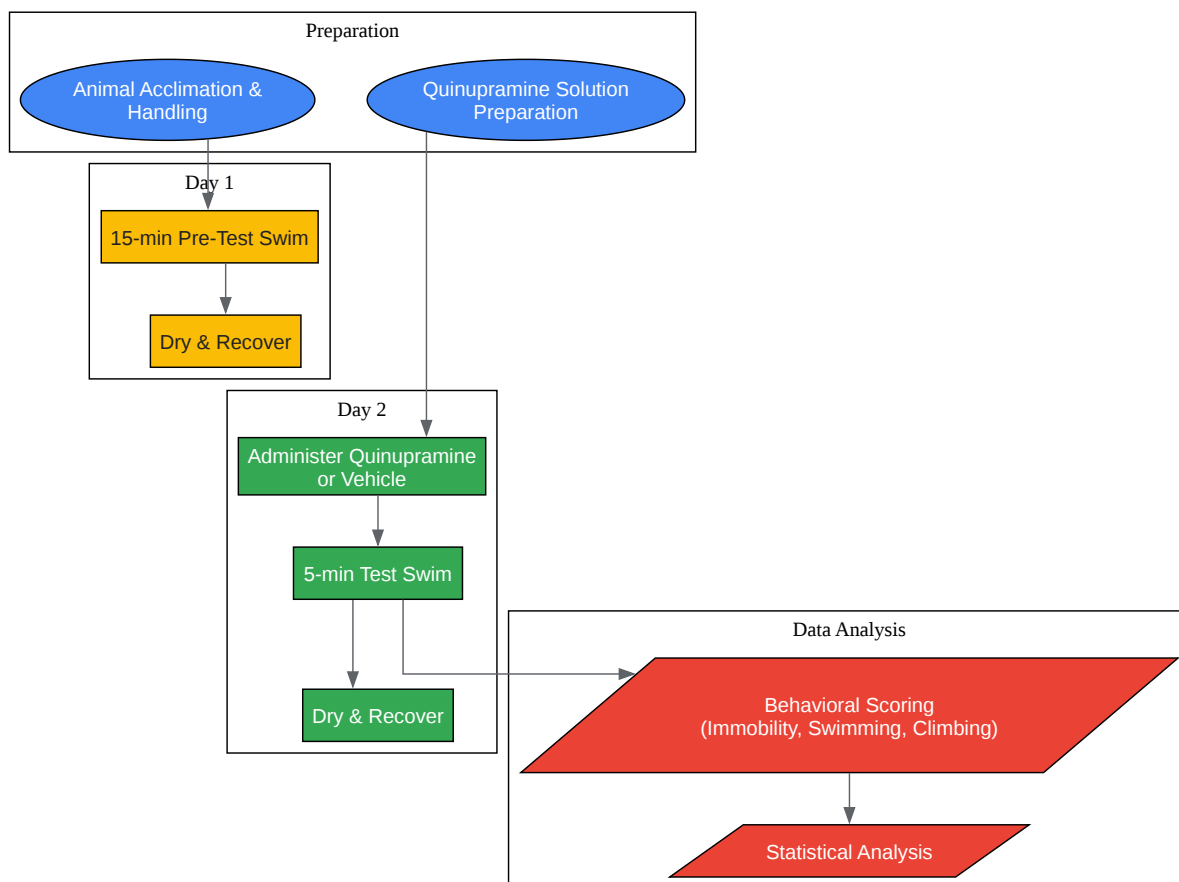 Preparation
Animal Acclimation &
Handling
Quinupramine Solution
Preparation
Day 1
15-min Pre-Test Swim
Dry & Recover
Day 2
Administer Quinupramine
or Vehicle
5-min Test Swim
Dry & Recover
Data Analysis
Behavioral Scoring
(Immobility, Swimming, Climbing)
Statistical Analysis